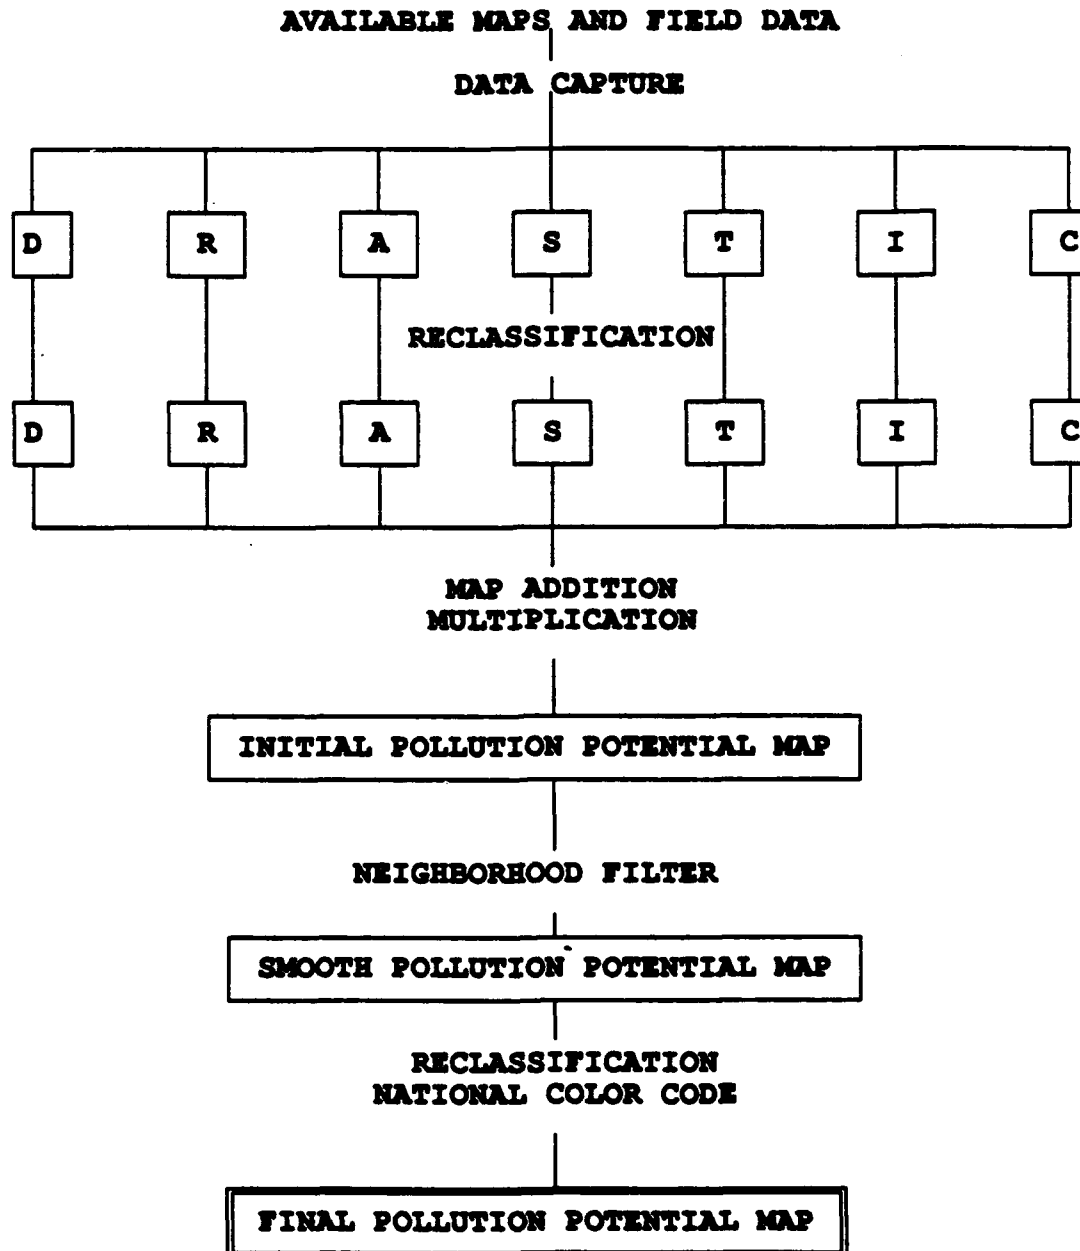 AVAILABLE MAPS AND FIELD DATA
DATA CAPTURE
D R A S T I C
RECLASSIFICATION
D R A S T I C
MAP ADDITION
MULTIPLICATION
INITIAL POLLUTION POTENTIAL MAP
NEIGHBORHOOD FILTER
SMOOTH POLLUTION POTENTIAL MAP
RECLASSIFICATION
NATIONAL COLOR CODE
FINAL POLLUTION POTENTIAL MAP